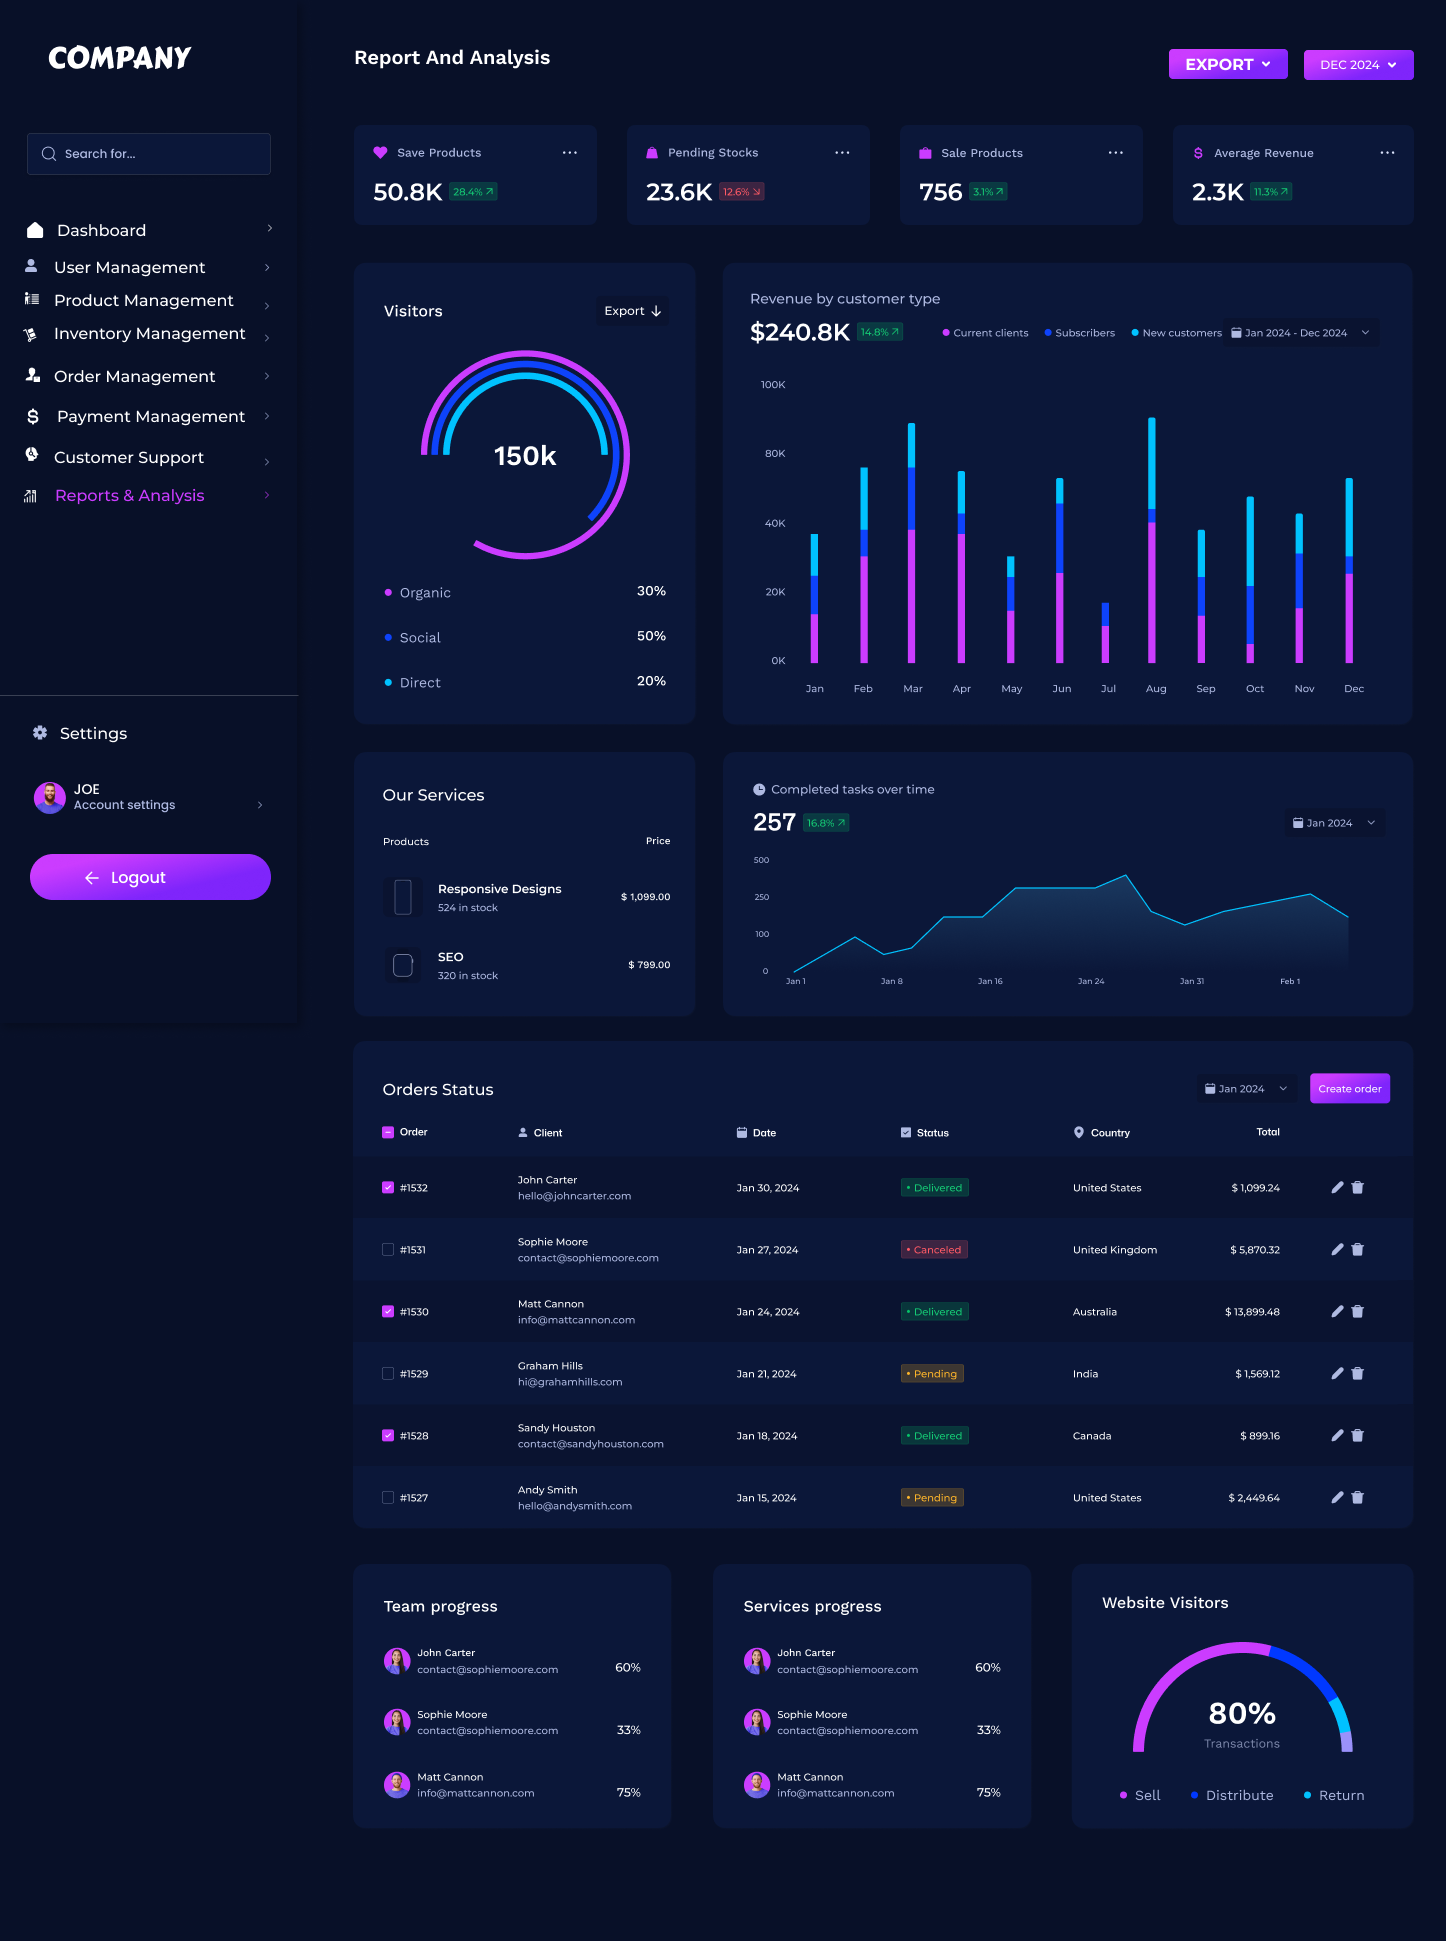 COMPANY
Search for...
Dashboard
User Management
Product Management
Inventory Management
Order Management
Payment Management
Customer Support
Reports & Analysis
Settings
JOE
Account settings
Logout
Report And Analysis
EXPORT
DEC 2024
Save Products
50.8K 28.4%
Pending Stocks
23.6K 12.6%
Sale Products
756 3.1%
Average Revenue
2.3K 11.3%
Visitors
Export
150k
Organic 30%
Social 50%
Direct 20%
Revenue by customer type
$240.8K 14.8% Current clients Subscribers New customers Jan 2024 - Dec 2024
100K
80K
40K
20K
0K
Jan Feb Mar Apr May Jun Jul Aug Sep Oct Nov Dec
Our Services
Products Price
Responsive Designs
524 in stock
$ 1,099.00
SEO
320 in stock
$ 799.00
Completed tasks over time
257 16.8% Jan 2024
500
250
100
0
Jan 1 Jan 8 Jan 16 Jan 24 Jan 31 Feb 1
Orders Status Jan 2024 Create order
Order Client Date Status Country Total
#1532 John Carter Jan 30, 2024 Delivered United States $ 1,099.24
hello@johncarter.com
#1531 Sophie Moore Jan 27, 2024 Canceled United Kingdom $ 5,870.32
contact@sophiemoore.com
#1530 Matt Cannon Jan 24, 2024 Delivered Australia $ 13,899.48
info@mattcannon.com
#1529 Graham Hills Jan 21, 2024 Pending India $ 1,569.12
hi@grahamhills.com
#1528 Sandy Houston Jan 18, 2024 Delivered Canada $ 899.16
contact@sandyhouston.com
#1527 Andy Smith Jan 15, 2024 Pending United States $ 2,449.64
hello@andysmith.com
Team progress
John Carter
contact@sophiemoore.com 60%
Sophie Moore
contact@sophiemoore.com 33%
Matt Cannon
info@mattcannon.com 75%
Services progress
John Carter
contact@sophiemoore.com 60%
Sophie Moore
contact@sophiemoore.com 33%
Matt Cannon
info@mattcannon.com 75%
Website Visitors
80%
Transactions
Sell Distribute Return